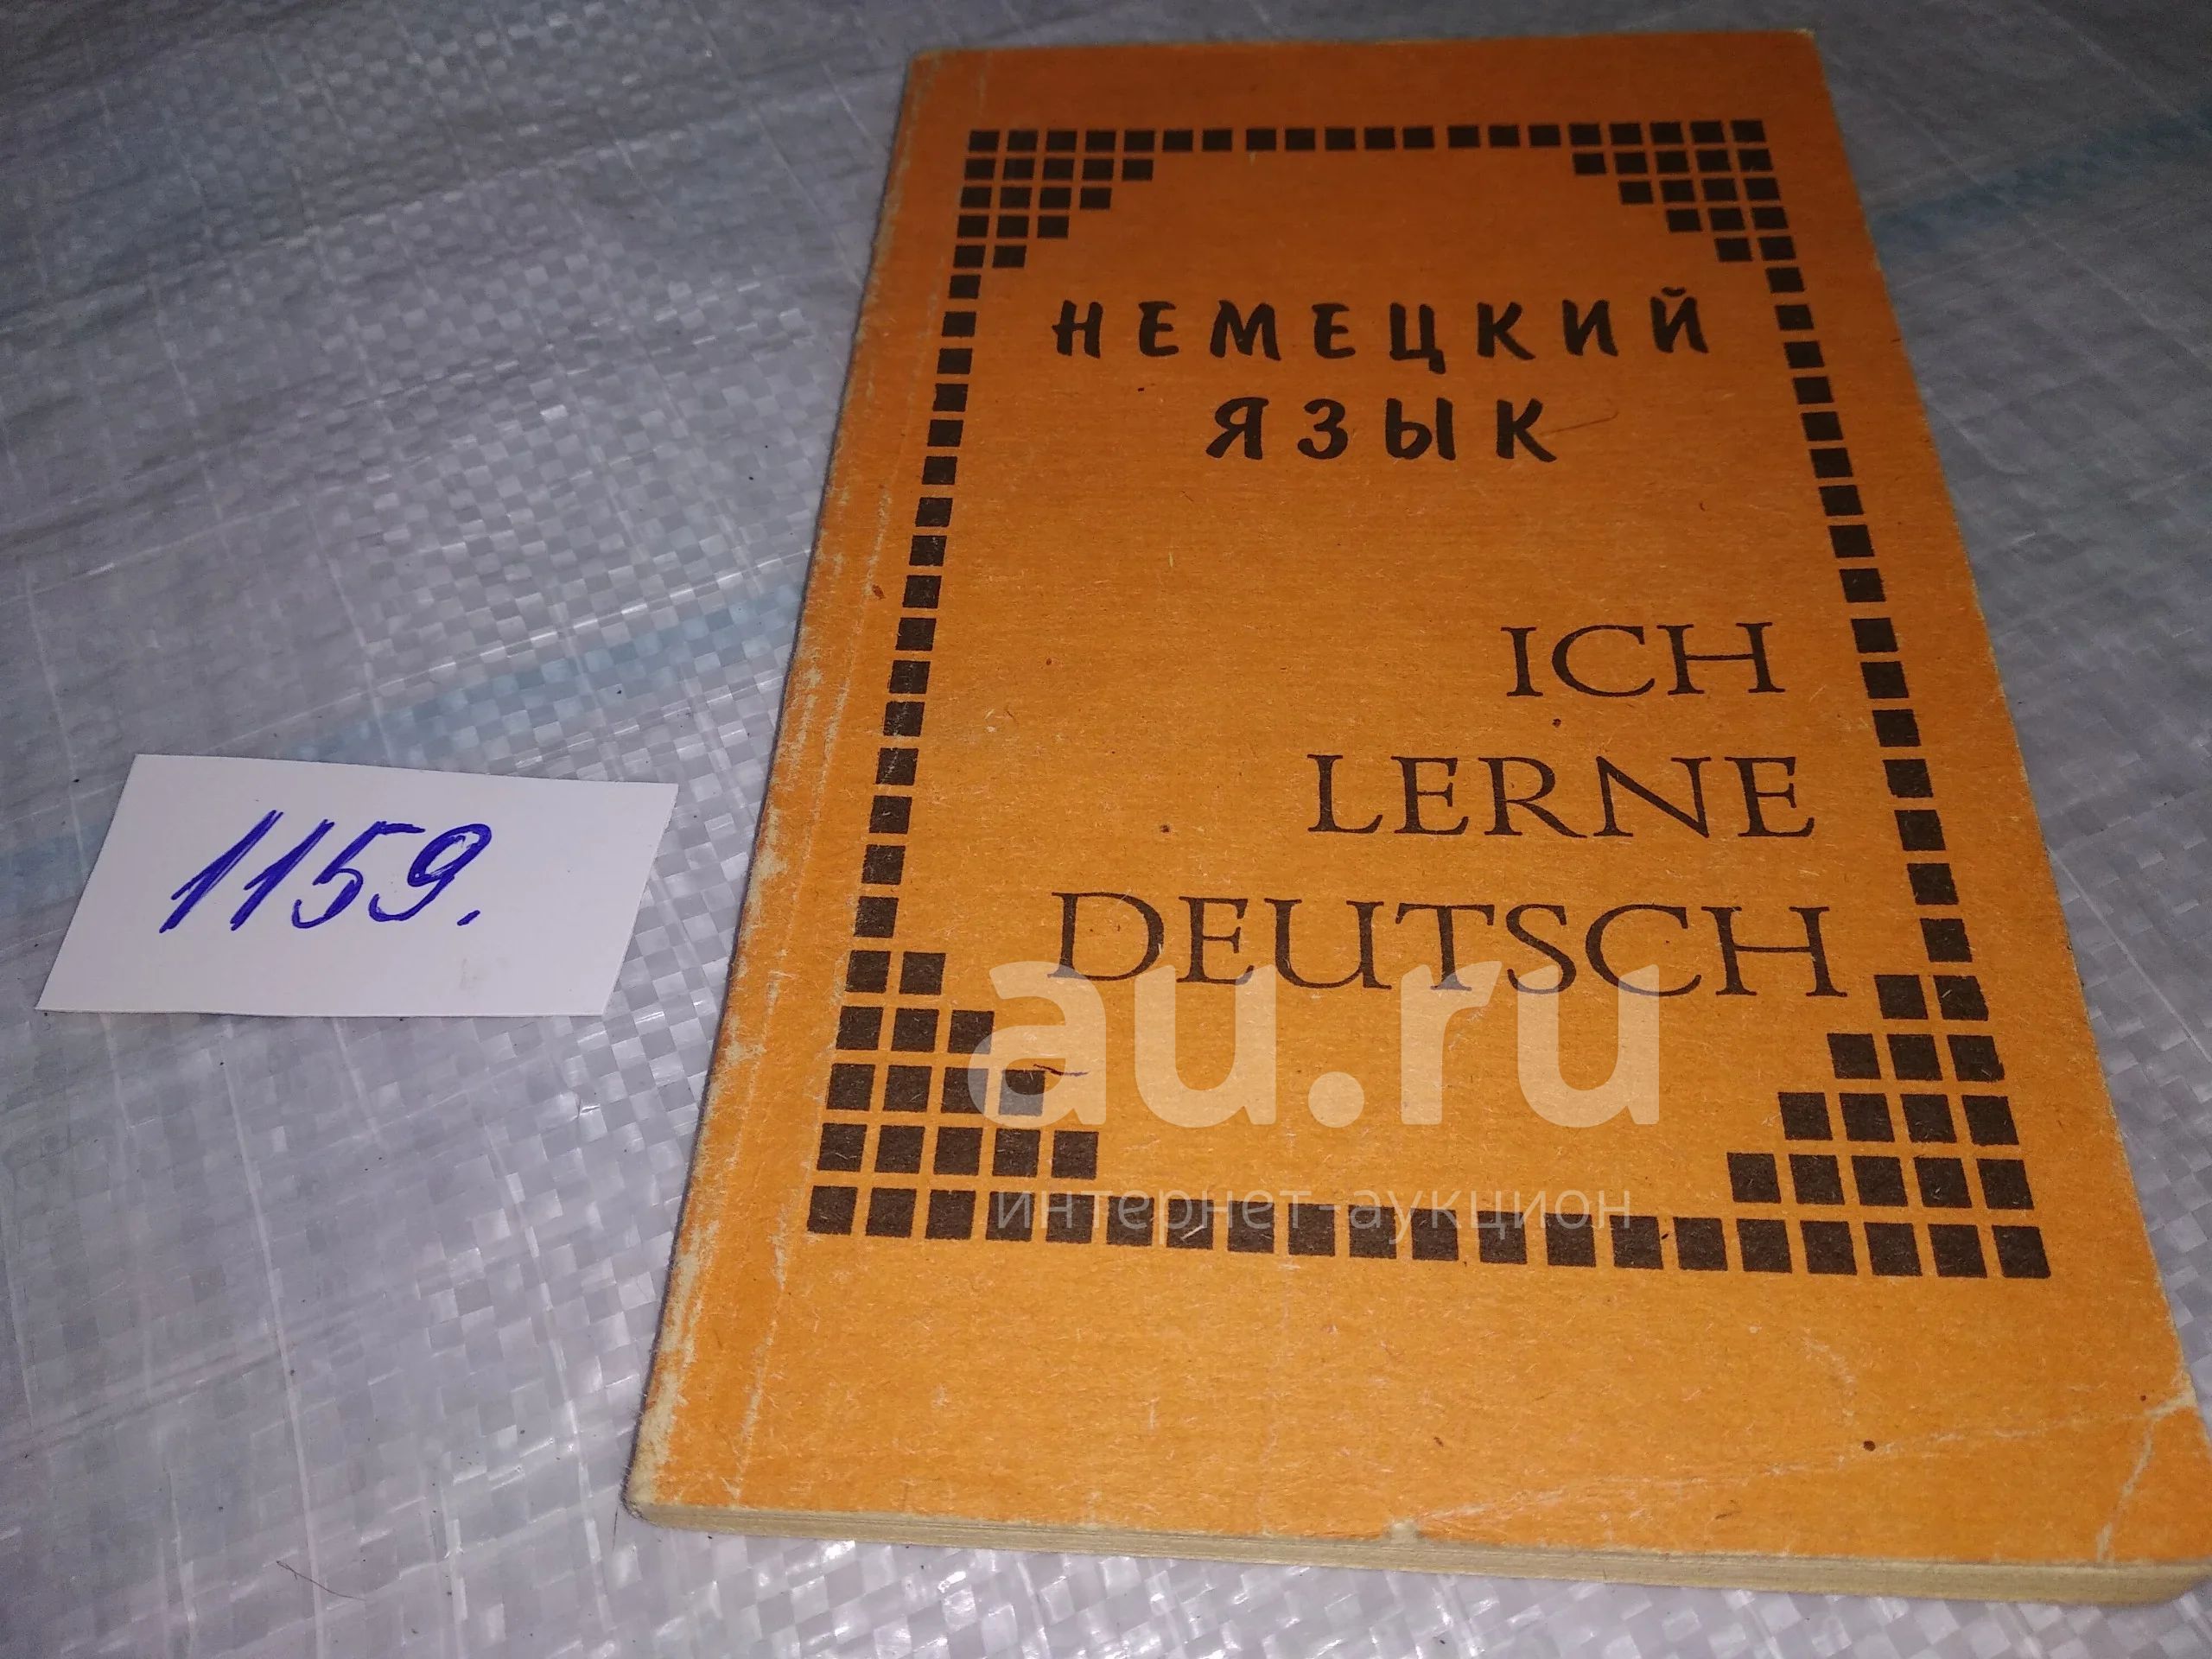 НЕМЕЦКИЙ
ЯЗЫК
ICH
LERNE
DEUTSCH
1159.
au.ru
интернет-аукцион